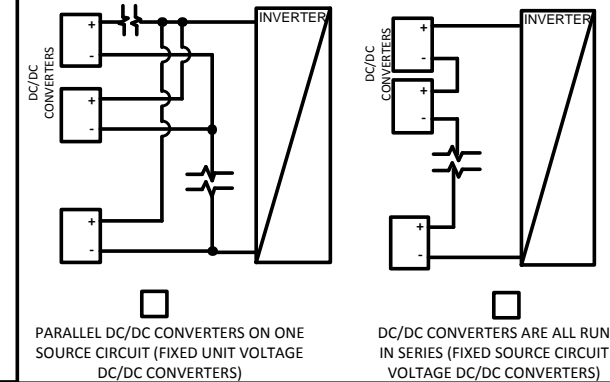 INVERTER
DC/DC
CONVERTERS
+
-
+
-
+
-
PARALLEL DC/DC CONVERTERS ON ONE
SOURCE CIRCUIT (FIXED UNIT VOLTAGE
DC/DC CONVERTERS)
INVERTER
DC/DC
CONVERTERS
+
-
+
-
+
-
DC/DC CONVERTERS ARE ALL RUN
IN SERIES (FIXED SOURCE CIRCUIT
VOLTAGE DC/DC CONVERTERS)